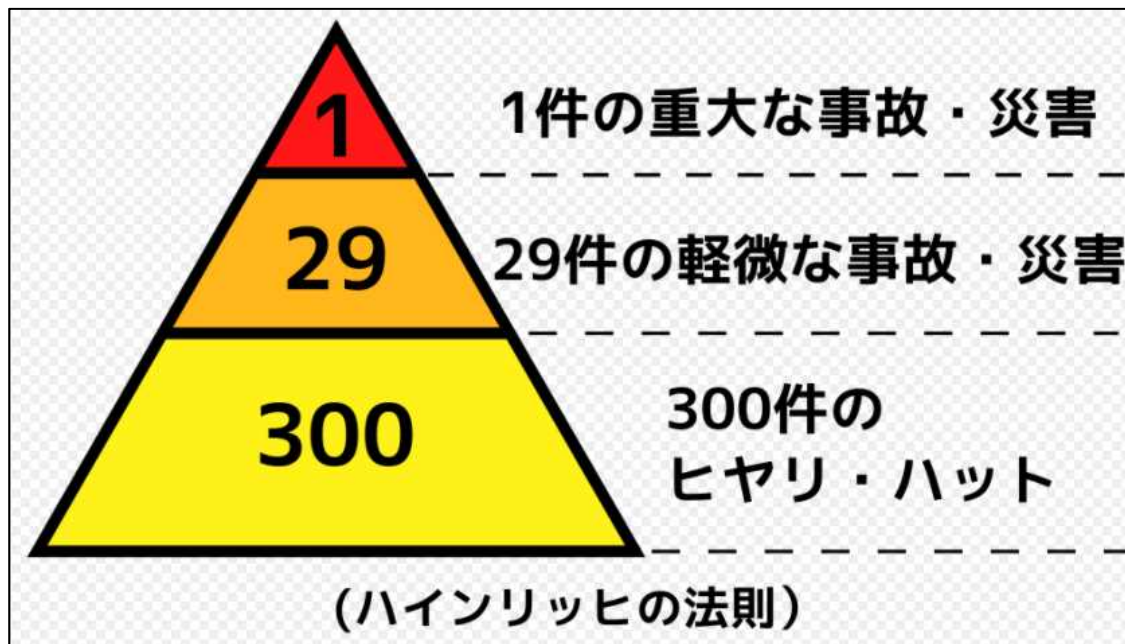 1
1件の重大な事故・災害
29
29件の軽微な事故・災害
300
300件の
ヒヤリ・ハット
(ハインリッヒの法則)